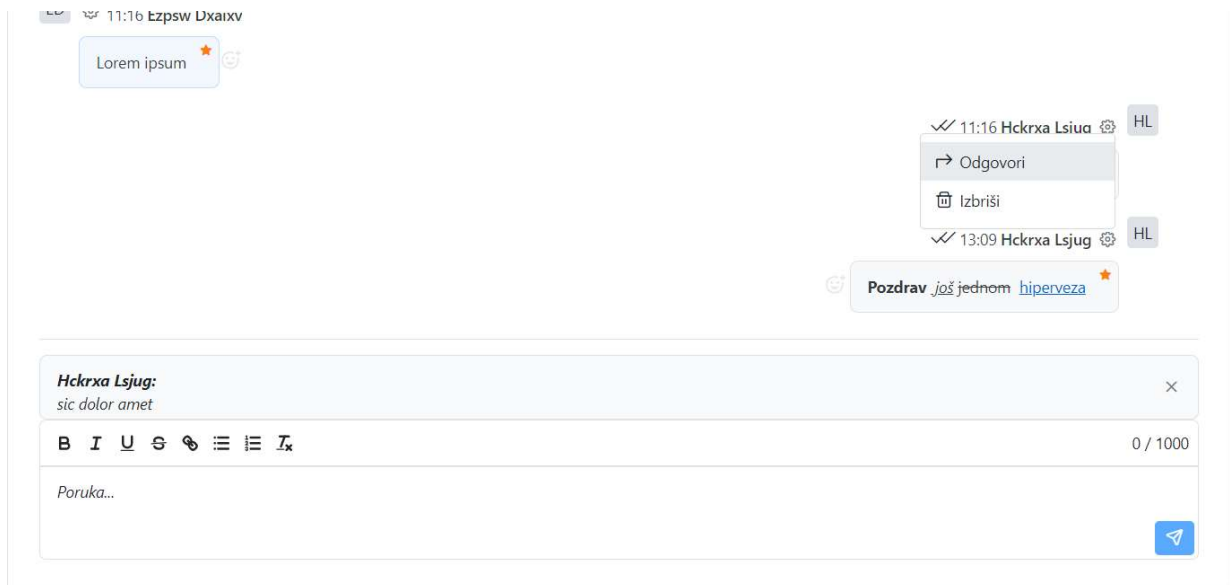 11:16 Ezpsw Dxaixv
Lorem ipsum
11:16 Hckrxa Lsjug HL
Odgovori
Izbriši
13:09 Hckrxa Lsjug HL
Pozdrav još jednom hiperveza
Hckrxa Lsjug:
sic dolor amet
B I U S Tx 0 / 1000
Poruka...